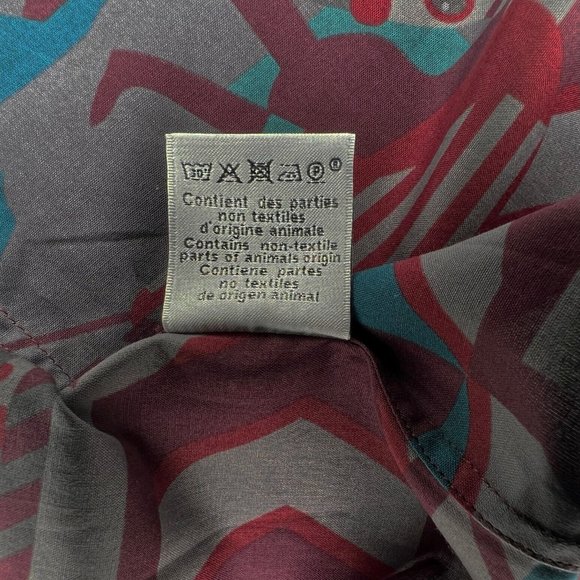 30° P ®
Contient des parties
non textiles
d'origine animale
Contains non-textile
parts of animals origin
Contiene partes
no textiles
de origen animal